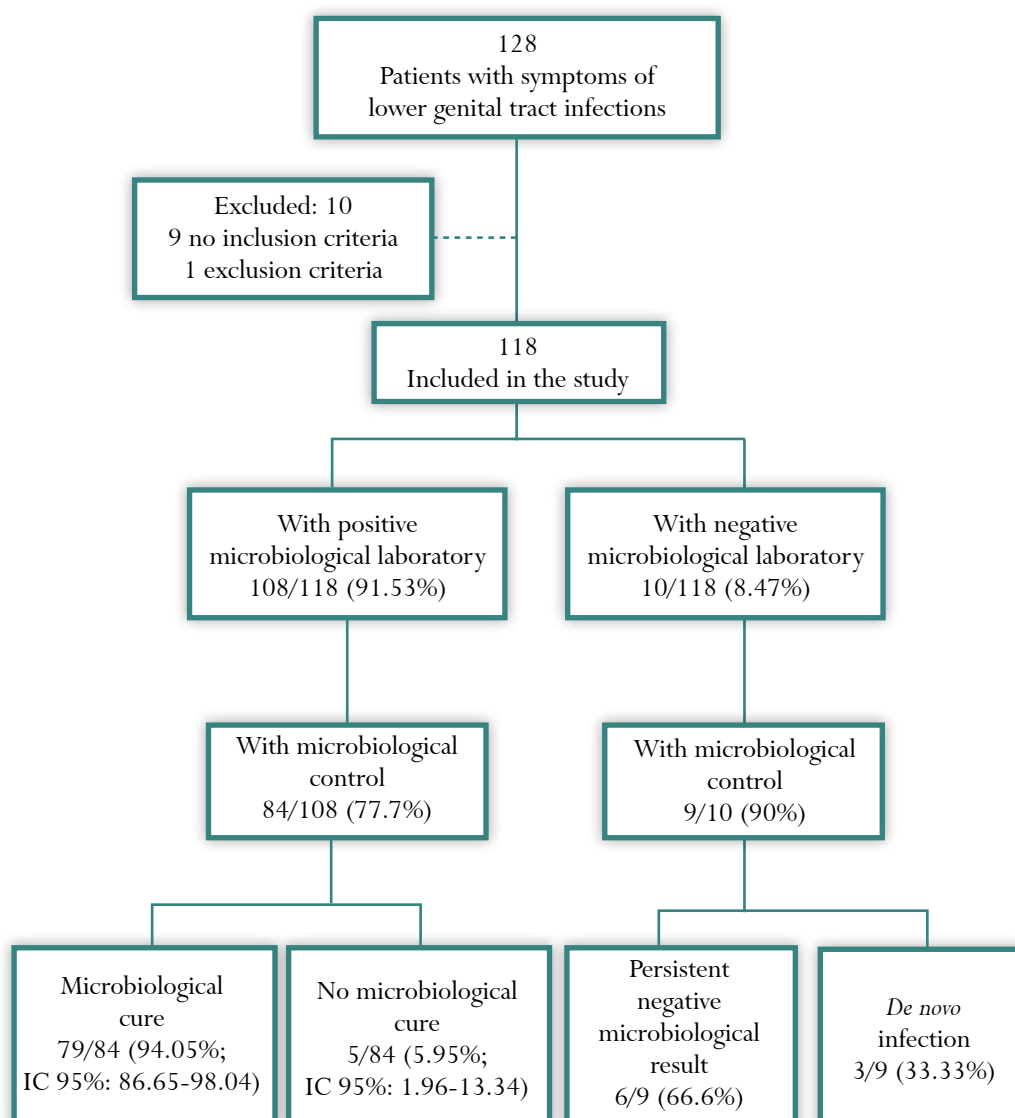 128
Patients with symptoms of
lower genital tract infections
Excluded: 10
9 no inclusion criteria
1 exclusion criteria
118
Included in the study
With positive
microbiological laboratory
108/118 (91.53%)
With negative
microbiological laboratory
10/118 (8.47%)
With microbiological
control
84/108 (77.7%)
With microbiological
control
9/10 (90%)
Microbiological
cure
79/84 (94.05%;
IC 95%: 86.65-98.04)
No microbiological
cure
5/84 (5.95%;
IC 95%: 1.96-13.34)
Persistent
negative
microbiological
result
6/9 (66.6%)
De novo
infection
3/9 (33.33%)